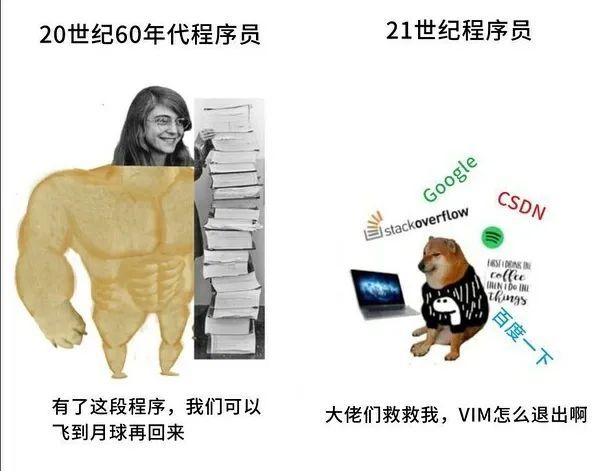 20世纪60年代程序员
21世纪程序员
Google
CSDN
stackoverflow
FIRST I DRINK THE
coffee
THEN I DO THE
things
百度一下
有了这段程序，我们可以
飞到月球再回来
大佬们救救我，VIM怎么退出啊